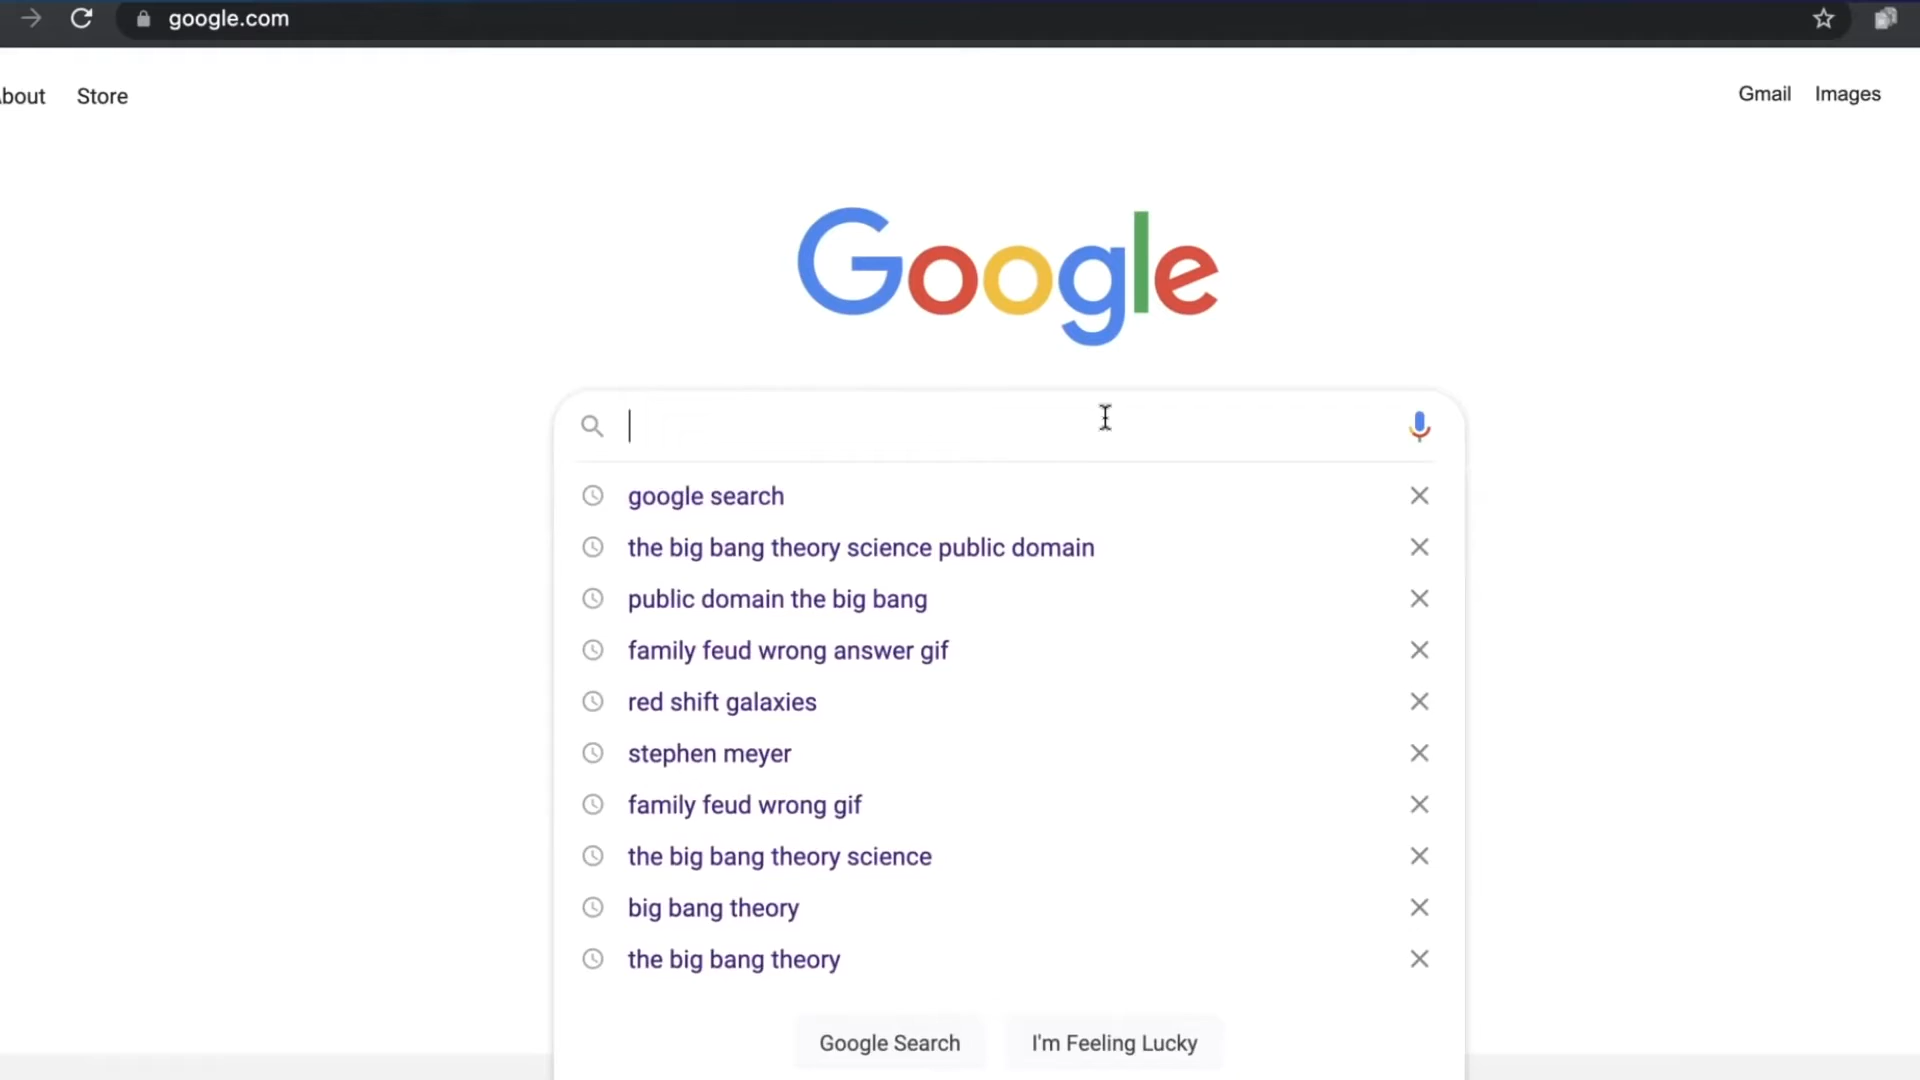 google.com
bout Store
Gmail Images
Google
google search
the big bang theory science public domain
public domain the big bang
family feud wrong answer gif
red shift galaxies
stephen meyer
family feud wrong gif
the big bang theory science
big bang theory
the big bang theory
Google Search I'm Feeling Lucky